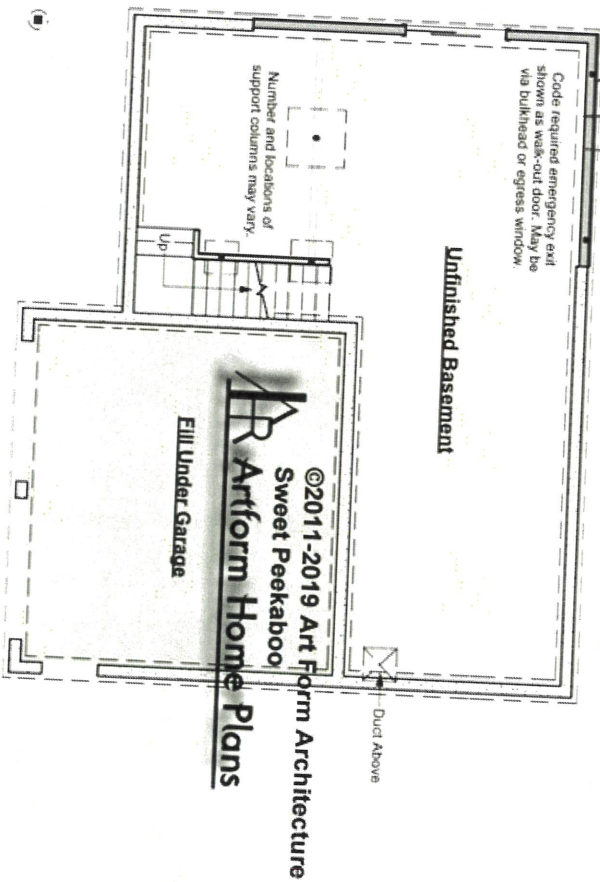 Code required emergency exit
shown as walk-out door. May be
via bulkhead or egress window.
Unfinished Basement
Number and locations of
support columns may vary.
Up
Duct Above
©2011-2019 Art Form Architecture
Sweet Peekaboo
Artform Home Plans
Fill Under Garage